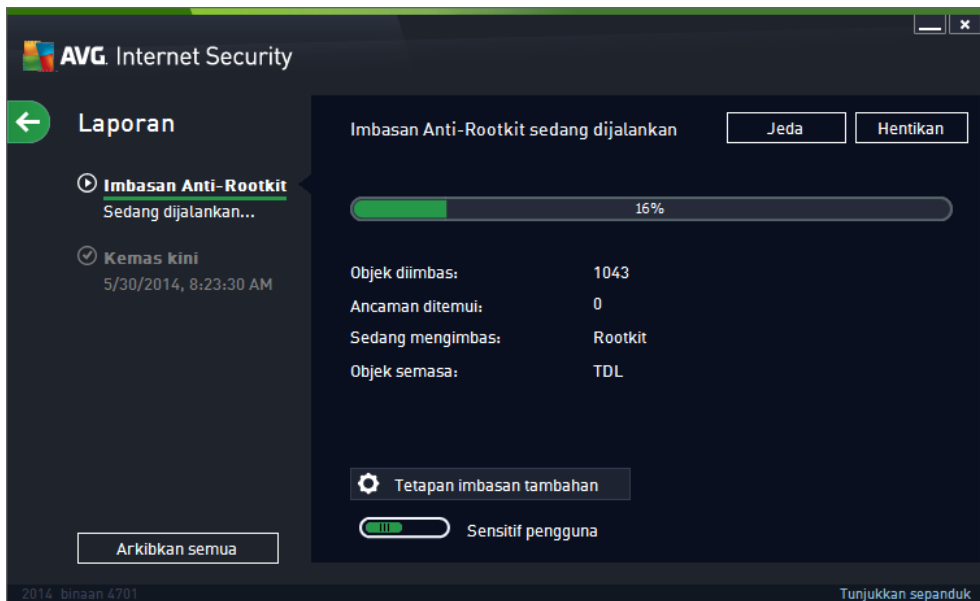 AVG. Internet Security
Laporan
Imbasan Anti-Rootkit
Sedang dijalankan...
Kemas kini
5/30/2014, 8:23:30 AM
Arkibkan semua
Imbasan Anti-Rootkit sedang dijalankan
Jeda
Hentikan
16%
Objek diimbas: 1043
Ancaman ditemui: 0
Sedang mengimbas: Rootkit
Objek semasa: TDL
Tetapan imbasan tambahan
Sensitif pengguna
2014 binaan 4701
Tunjukkan sepanduk